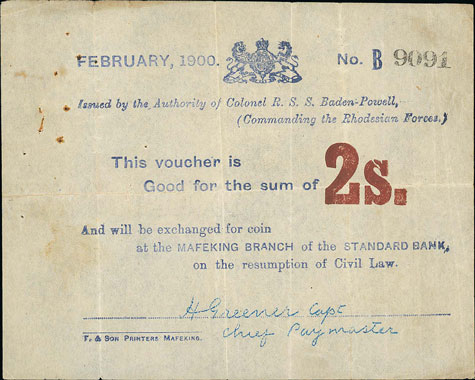 FEBRUARY, 1900.
No. B 9091
Issued by the Authority of Colonel R. S. S. Baden-Powell,
(Commanding the Rhodesian Forces.)
This voucher is
Good for the sum of 2s.
And will be exchanged for coin
at the MAFEKING BRANCH of the STANDARD BANK,
on the resumption of Civil Law.
H Greener Capt
Chief Paymaster
T. & SON PRINTERS MAFEKING.